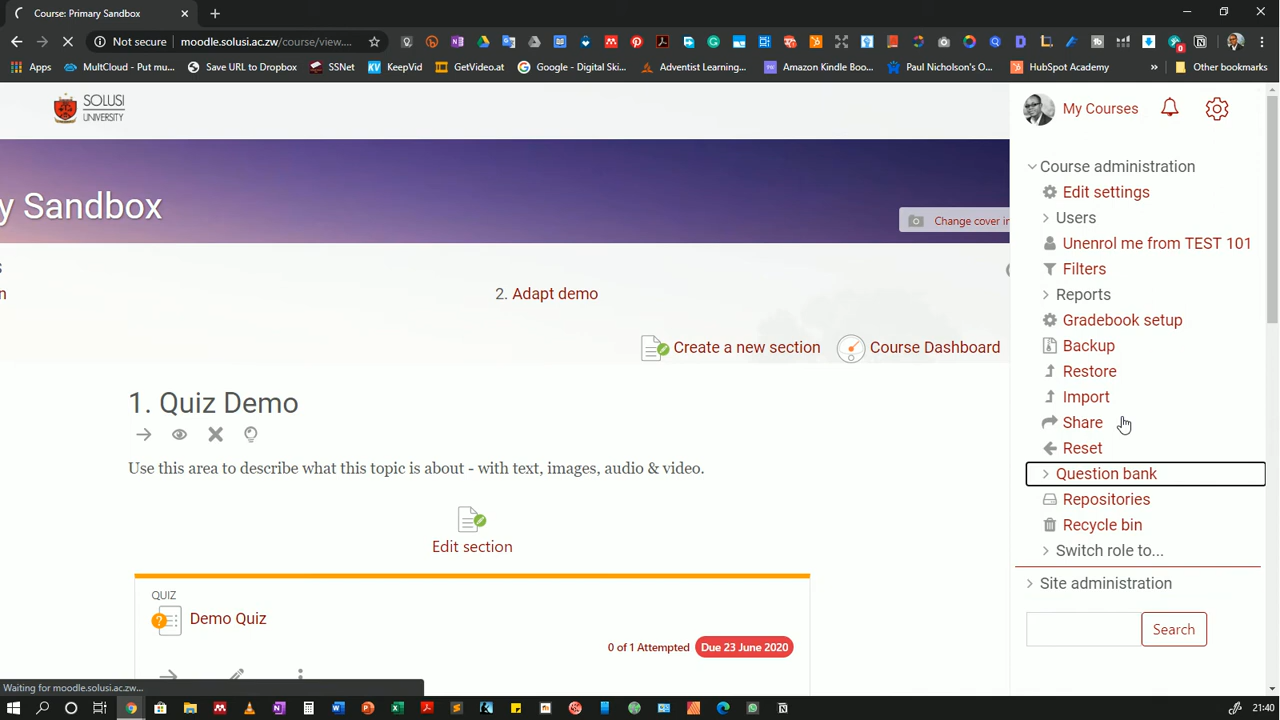 Course: Primary Sandbox
Not secure
moodle.solusi.ac.zw/course/view....
Apps
MultCloud - Put mu...
Save URL to Dropbox
SSNet
KeepVid
GetVideo.at
Google - Digital Ski...
Adventist Learning...
Amazon Kindle Boo...
Paul Nicholson's O...
HubSpot Academy
»
Other bookmarks
SOLUSI
UNIVERSITY
My Courses
y Sandbox
Change cover in
s
n
2. Adapt demo
Create a new section
Course Dashboard
1. Quiz Demo
Use this area to describe what this topic is about - with text, images, audio & video.
Edit section
QUIZ
Demo Quiz
0 of 1 Attempted
Due 23 June 2020
Course administration
Edit settings
Users
Unenrol me from TEST 101
Filters
Reports
Gradebook setup
Backup
Restore
Import
Share
Reset
Question bank
Repositories
Recycle bin
Switch role to...
Site administration
Search
Waiting for moodle.solusi.ac.zw...
21:40